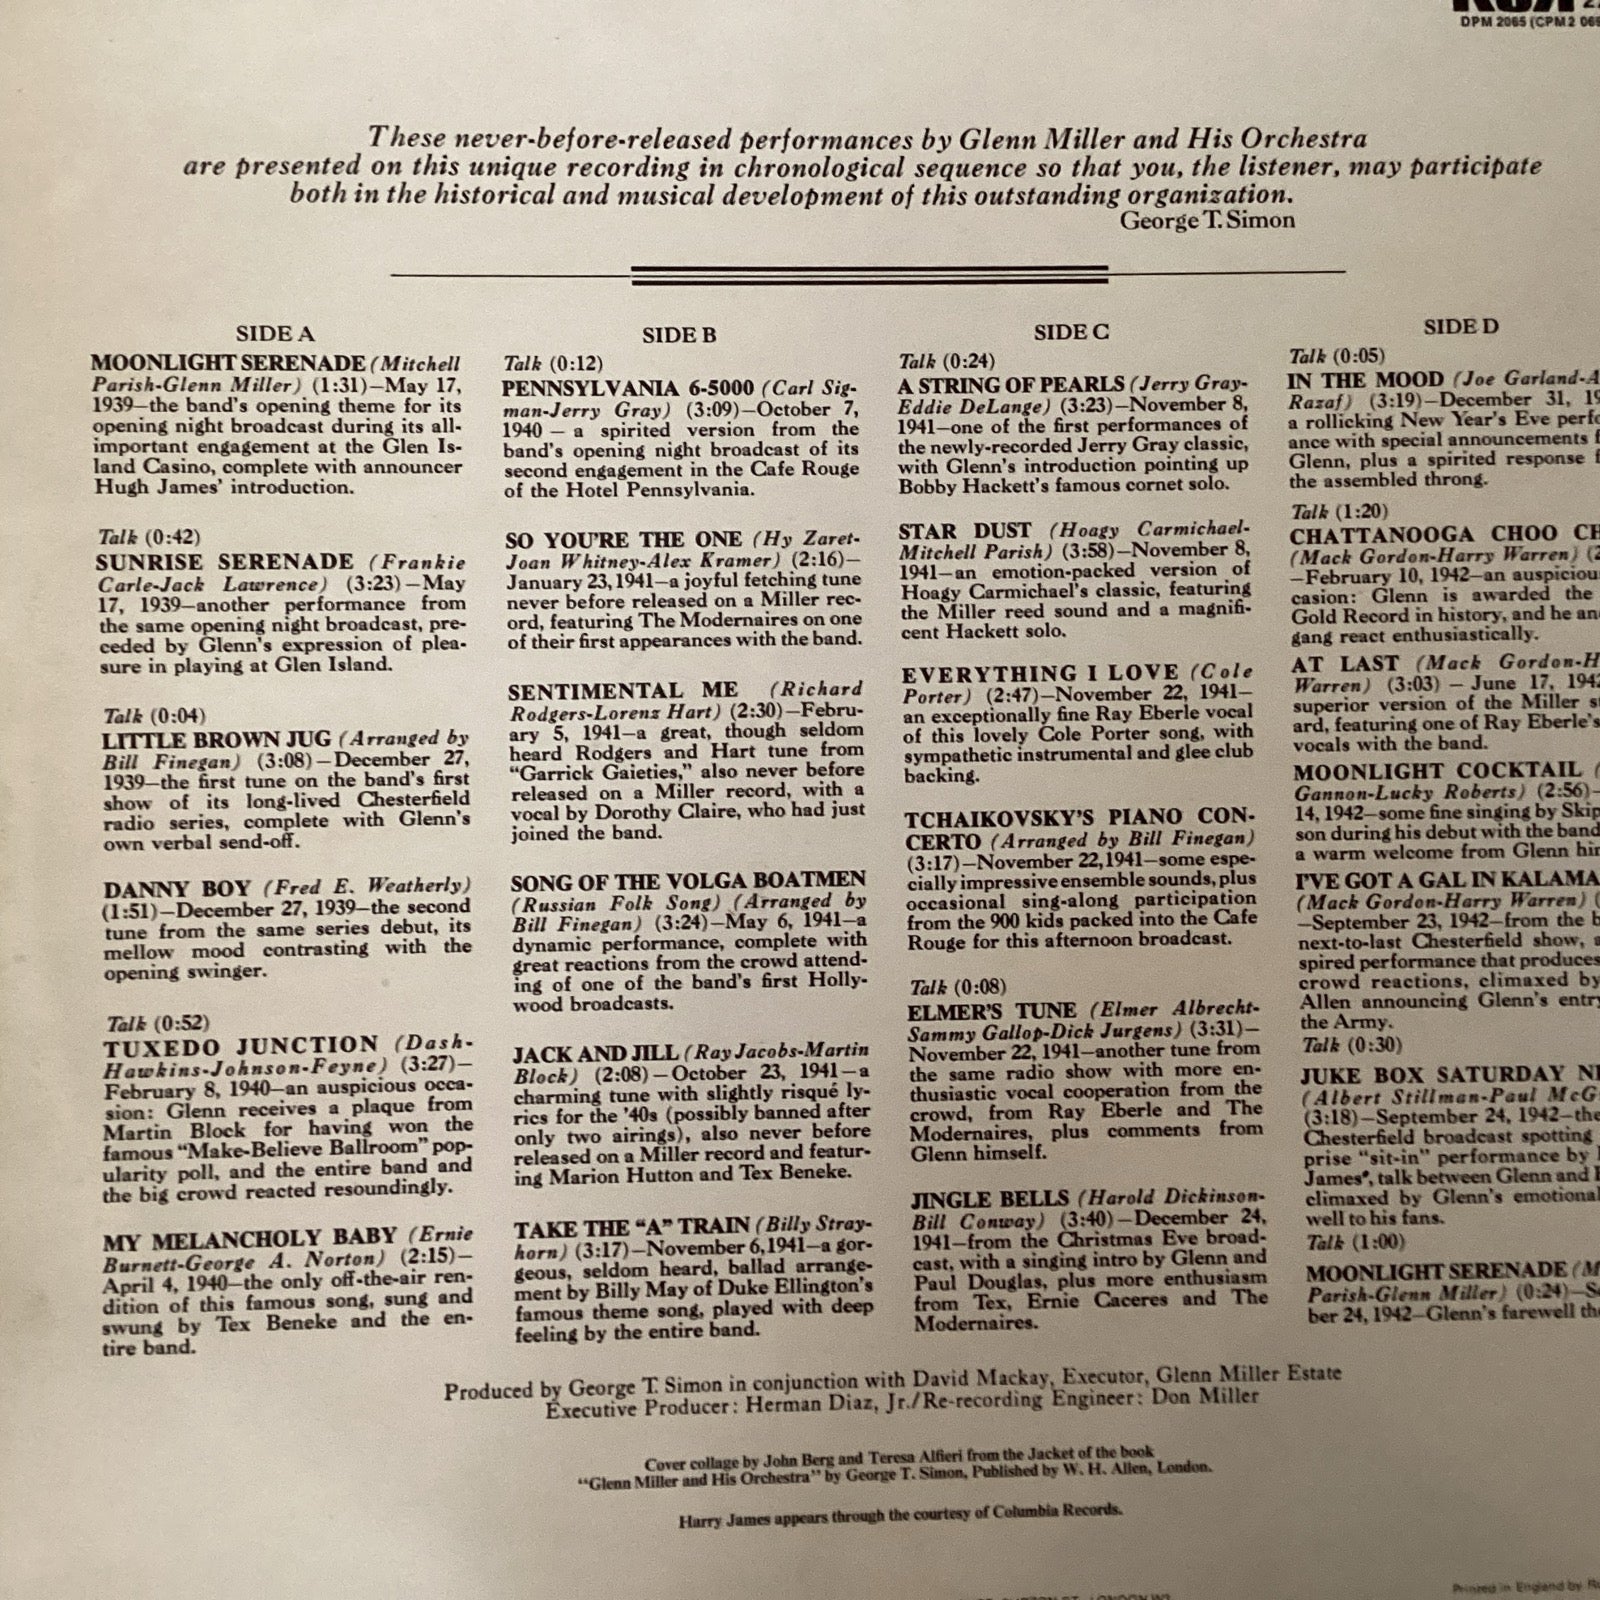 RCA
DPM 2065 (CPM2 069
These never-before-released performances by Glenn Miller and His Orchestra
are presented on this unique recording in chronological sequence so that you, the listener, may participate
both in the historical and musical development of this outstanding organization.
George T. Simon
SIDE A
MOONLIGHT SERENADE (Mitchell
Parish-Glenn Miller) (1:31)—May 17,
1939—the band's opening theme for its
opening night broadcast during its all-
important engagement at the Glen Is-
land Casino, complete with announcer
Hugh James' introduction.
Talk (0:42)
SUNRISE SERENADE (Frankie
Carle-Jack Lawrence) (3:23)—May
17, 1939—another performance from
the same opening night broadcast, pre-
ceded by Glenn's expression of plea-
sure in playing at Glen Island.
Talk (0:04)
LITTLE BROWN JUG (Arranged by
Bill Finegan) (3:08)—December 27,
1939—the first tune on the band's first
show of its long-lived Chesterfield
radio series, complete with Glenn's
own verbal send-off.
DANNY BOY (Fred E. Weatherly)
(1:51)—December 27, 1939—the second
tune from the same series debut, its
mellow mood contrasting with the
opening swinger.
Talk (0:52)
TUXEDO JUNCTION (Dash-
Hawkins-Johnson-Feyne) (3:27)—
February 8, 1940—an auspicious occa-
sion: Glenn receives a plaque from
Martin Block for having won the
famous "Make-Believe Ballroom" pop-
ularity poll, and the entire band and
the big crowd reacted resoundingly.
MY MELANCHOLY BABY (Ernie
Burnett-George A. Norton) (2:15)—
April 4, 1940—the only off-the-air ren-
dition of this famous song, sung and
swung by Tex Beneke and the en-
tire band.
SIDE B
Talk (0:12)
PENNSYLVANIA 6-5000 (Carl Sig-
man-Jerry Gray) (3:09)—October 7,
1940 — a spirited version from the
band's opening night broadcast of its
second engagement in the Cafe Rouge
of the Hotel Pennsylvania.
SO YOU'RE THE ONE (Hy Zaret-
Joan Whitney-Alex Kramer) (2:16)—
January 23, 1941—a joyful fetching tune
never before released on a Miller rec-
ord, featuring The Modernaires on one
of their first appearances with the band.
SENTIMENTAL ME (Richard
Rodgers-Lorenz Hart) (2:30)—Febru-
ary 5, 1941—a great, though seldom
heard Rodgers and Hart tune from
"Garrick Gaieties," also never before
released on a Miller record, with a
vocal by Dorothy Claire, who had just
joined the band.
SONG OF THE VOLGA BOATMEN
(Russian Folk Song) (Arranged by
Bill Finegan) (3:24)—May 6, 1941—a
dynamic performance, complete with
great reactions from the crowd attend-
ing of one of the band's first Holly-
wood broadcasts.
JACK AND JILL (Ray Jacobs-Martin
Block) (2:08)—October 23, 1941—a
charming tune with slightly risqué ly-
rics for the '40s (possibly banned after
only two airings), also never before
released on a Miller record and featur-
ing Marion Hutton and Tex Beneke.
TAKE THE "A" TRAIN (Billy Stray-
horn) (3:17)—November 6, 1941—a gor-
geous, seldom heard, ballad arrange-
ment by Billy May of Duke Ellington's
famous theme song, played with deep
feeling by the entire band.
SIDE C
Talk (0:24)
A STRING OF PEARLS (Jerry Gray-
Eddie DeLange) (3:23)—November 8,
1941—one of the first performances of
the newly-recorded Jerry Gray classic,
with Glenn's introduction pointing up
Bobby Hackett's famous cornet solo.
STAR DUST (Hoagy Carmichael-
Mitchell Parish) (3:58)—November 8,
1941—an emotion-packed version of
Hoagy Carmichael's classic, featuring
the Miller reed sound and a magnifi-
cent Hackett solo.
EVERYTHING I LOVE (Cole
Porter) (2:47)—November 22, 1941—
an exceptionally fine Ray Eberle vocal
of this lovely Cole Porter song, with
sympathetic instrumental and glee club
backing.
TCHAIKOVSKY'S PIANO CON-
CERTO (Arranged by Bill Finegan)
(3:17)—November 22, 1941—some espe-
cially impressive ensemble sounds, plus
occasional sing-along participation
from the 900 kids packed into the Cafe
Rouge for this afternoon broadcast.
Talk (0:08)
ELMER'S TUNE (Elmer Albrecht-
Sammy Gallop-Dick Jurgens) (3:31)—
November 22, 1941—another tune from
the same radio show with more en-
thusiastic vocal cooperation from the
crowd, from Ray Eberle and The
Modernaires, plus comments from
Glenn himself.
JINGLE BELLS (Harold Dickinson-
Bill Conway) (3:40)—December 24,
1941—from the Christmas Eve broad-
cast, with a singing intro by Glenn and
Paul Douglas, plus more enthusiasm
from Tex, Ernie Caceres and The
Modernaires.
SIDE D
Talk (0:05)
IN THE MOOD (Joe Garland-A
Razaf) (3:19)—December 31, 19
a rollicking New Year's Eve perfo
ance with special announcements f
Glenn, plus a spirited response f
the assembled throng.
Talk (1:20)
CHATTANOOGA CHOO CH
(Mack Gordon-Harry Warren) (2
—February 10, 1942—an auspiciou
casion: Glenn is awarded the
Gold Record in history, and he an
gang react enthusiastically.
AT LAST (Mack Gordon-H
Warren) (3:03) — June 17, 194
superior version of the Miller s
ard, featuring one of Ray Eberle's
vocals with the band.
MOONLIGHT COCKTAIL (
Gannon-Lucky Roberts) (2:56)—
14, 1942—some fine singing by Skip
son during his debut with the band
a warm welcome from Glenn hir
I'VE GOT A GAL IN KALAMA
(Mack Gordon-Harry Warren) (
—September 23, 1942—from the b
next-to-last Chesterfield show, a
spired performance that produces
crowd reactions, climaxed by
Allen announcing Glenn's entry
the Army.
Talk (0:30)
JUKE BOX SATURDAY NI
(Albert Stillman-Paul McG
(3:18)—September 24, 1942—the
Chesterfield broadcast spotting
prise "sit-in" performance by
James*, talk between Glenn and
climaxed by Glenn's emotional
well to his fans.
Talk (1:00)
MOONLIGHT SERENADE (M
Parish-Glenn Miller) (0:24)—S
ber 24, 1942—Glenn's farewell th
Produced by George T. Simon in conjunction with David Mackay, Executor, Glenn Miller Estate
Executive Producer: Herman Diaz, Jr./Re-recording Engineer: Don Miller
Cover collage by John Berg and Teresa Alfieri from the Jacket of the book
"Glenn Miller and His Orchestra" by George T. Simon, Published by W. H. Allen, London.
Harry James appears through the courtesy of Columbia Records.
Printed in England by